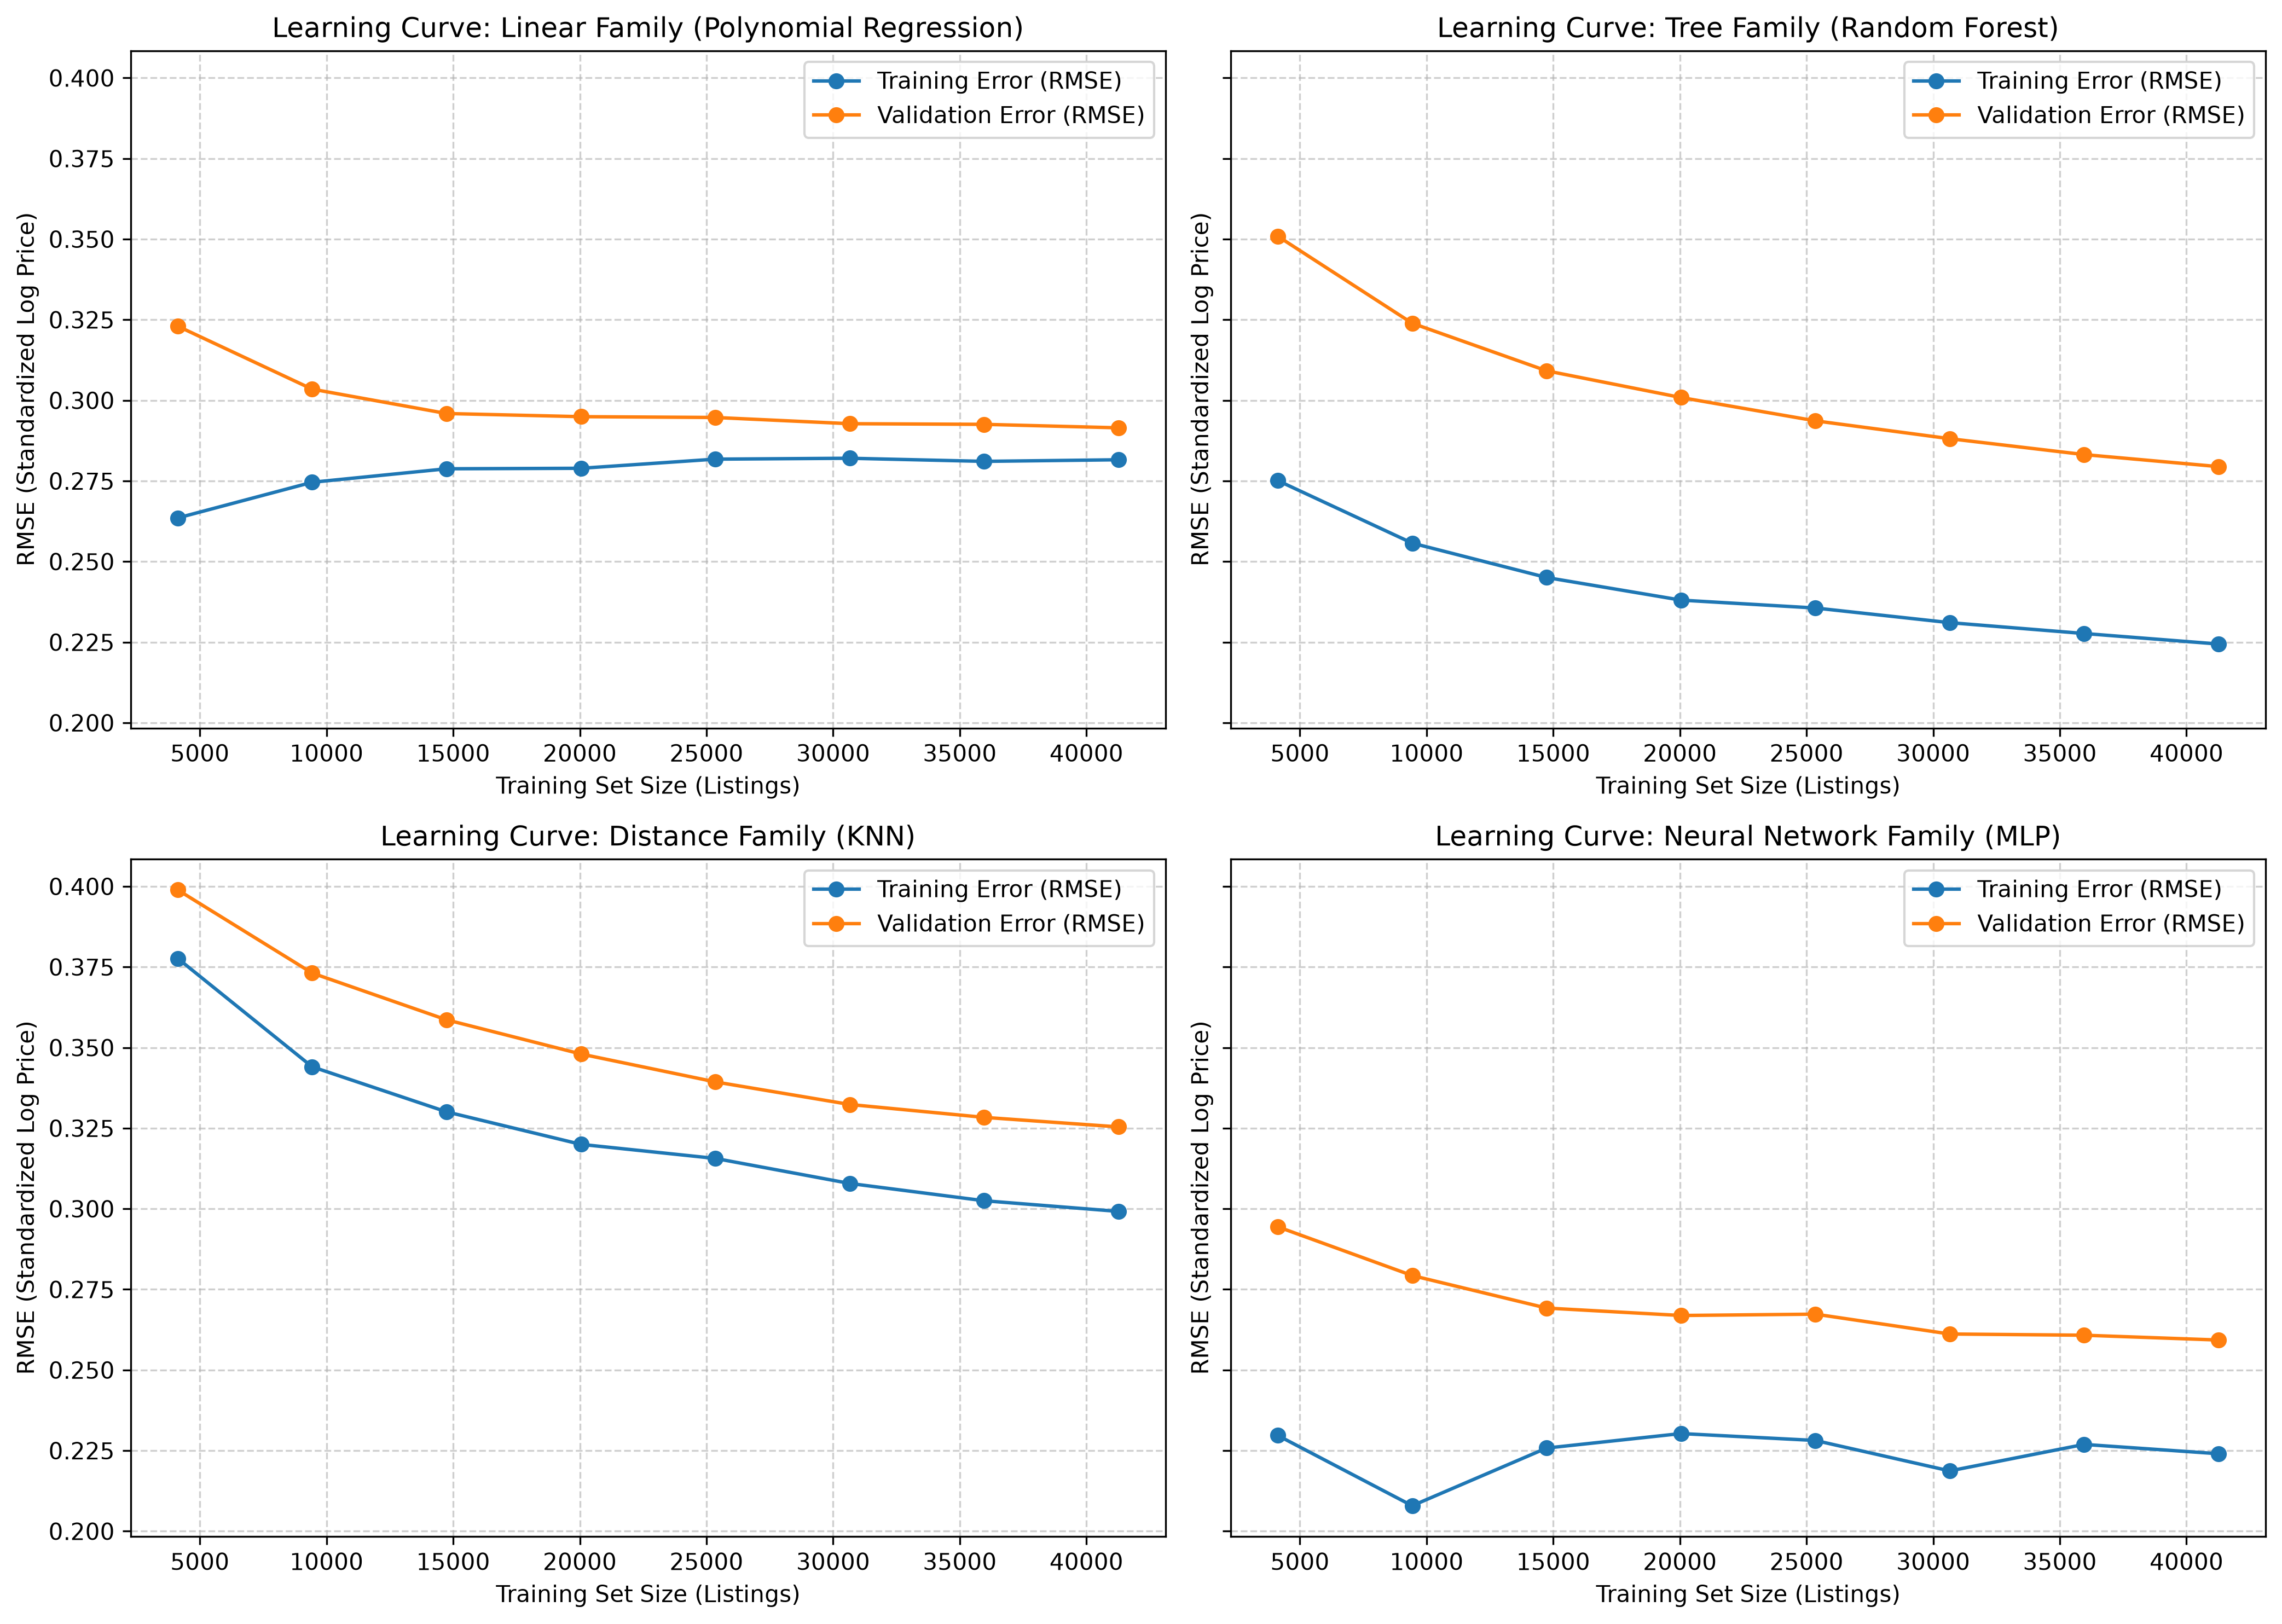 Learning Curve: Linear Family (Polynomial Regression)
Training Error (RMSE)
Validation Error (RMSE)
RMSE (Standardized Log Price)
0.400
0.375
0.350
0.325
0.300
0.275
0.250
0.225
0.200
5000 10000 15000 20000 25000 30000 35000 40000
Training Set Size (Listings)
Learning Curve: Tree Family (Random Forest)
Training Error (RMSE)
Validation Error (RMSE)
RMSE (Standardized Log Price)
5000 10000 15000 20000 25000 30000 35000 40000
Training Set Size (Listings)
Learning Curve: Distance Family (KNN)
Training Error (RMSE)
Validation Error (RMSE)
RMSE (Standardized Log Price)
0.400
0.375
0.350
0.325
0.300
0.275
0.250
0.225
0.200
5000 10000 15000 20000 25000 30000 35000 40000
Training Set Size (Listings)
Learning Curve: Neural Network Family (MLP)
Training Error (RMSE)
Validation Error (RMSE)
RMSE (Standardized Log Price)
5000 10000 15000 20000 25000 30000 35000 40000
Training Set Size (Listings)